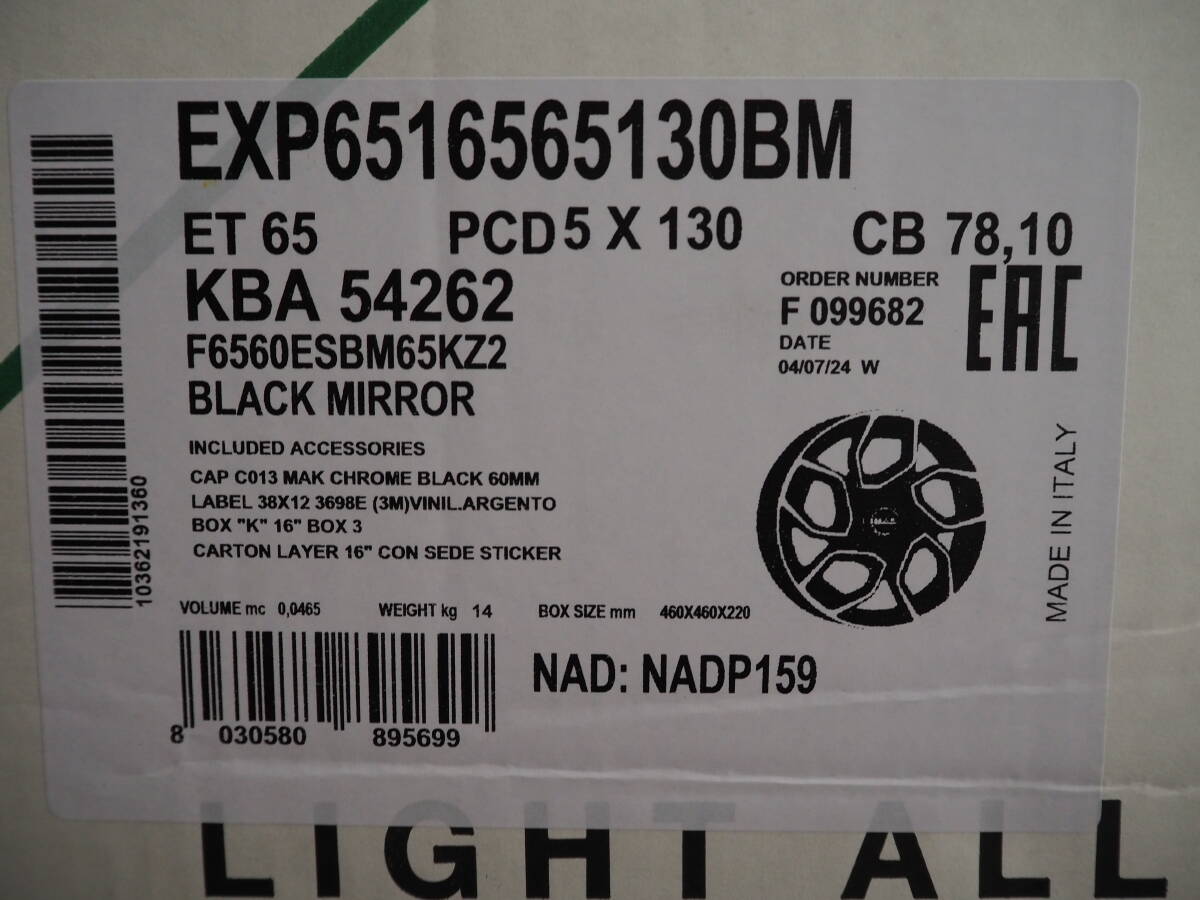 EXP6516565130BM
ET 65 PCD 5 X 130 CB 78,10
KBA 54262
F6560ESBM65KZ2
BLACK MIRROR
ORDER NUMBER
F 099682
DATE
04/07/24 W
EAC
INCLUDED ACCESSORIES
CAP C013 MAK CHROME BLACK 60MM
LABEL 38X12 3698E (3M)VINIL.ARGENTO
BOX "K" 16" BOX 3
CARTON LAYER 16" CON SEDE STICKER
10362191360
MADE IN ITALY
VOLUME mc 0,0465 WEIGHT kg 14 BOX SIZE mm 460X460X220
NAD: NADP159
8 030580 895699
LIGHT ALL